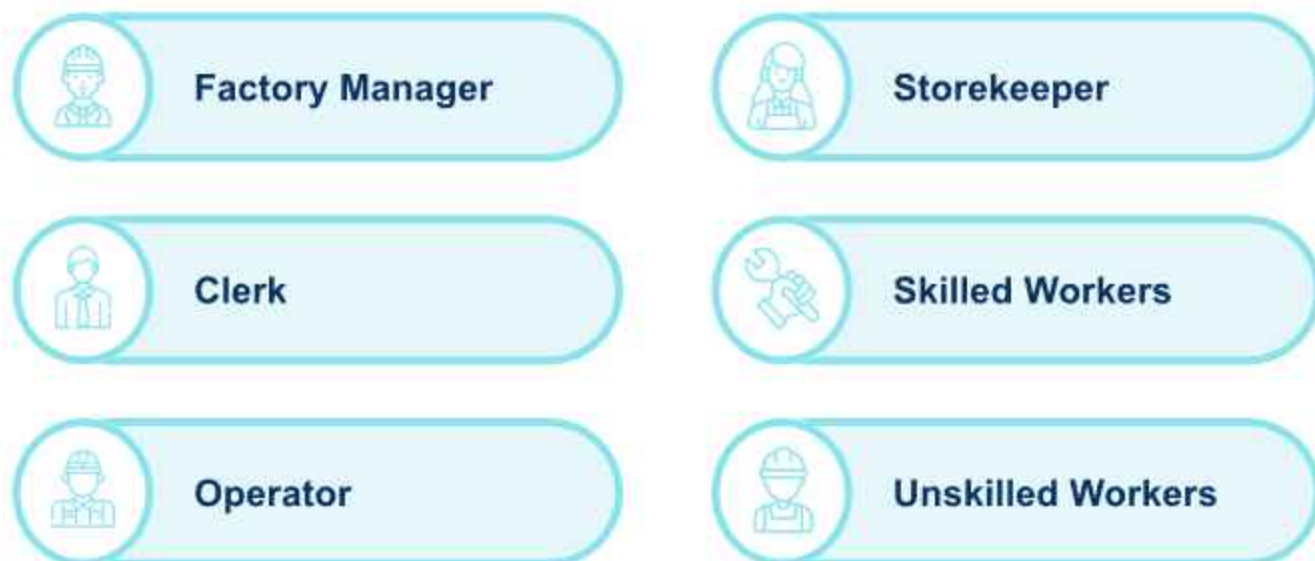 Factory Manager
Storekeeper
Clerk
Skilled Workers
Operator
Unskilled Workers